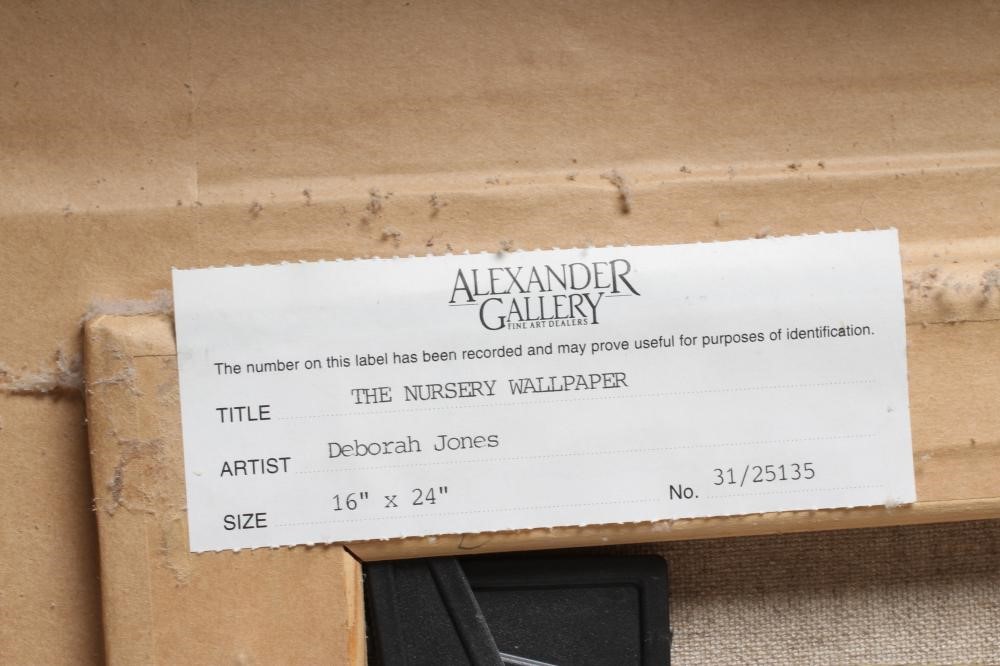 ALEXANDER
GALLERY
FINE ART DEALERS
The number on this label has been recorded and may prove useful for purposes of identification.
TITLE THE NURSERY WALLPAPER
ARTIST Deborah Jones
SIZE 16" x 24" No. 31/25135